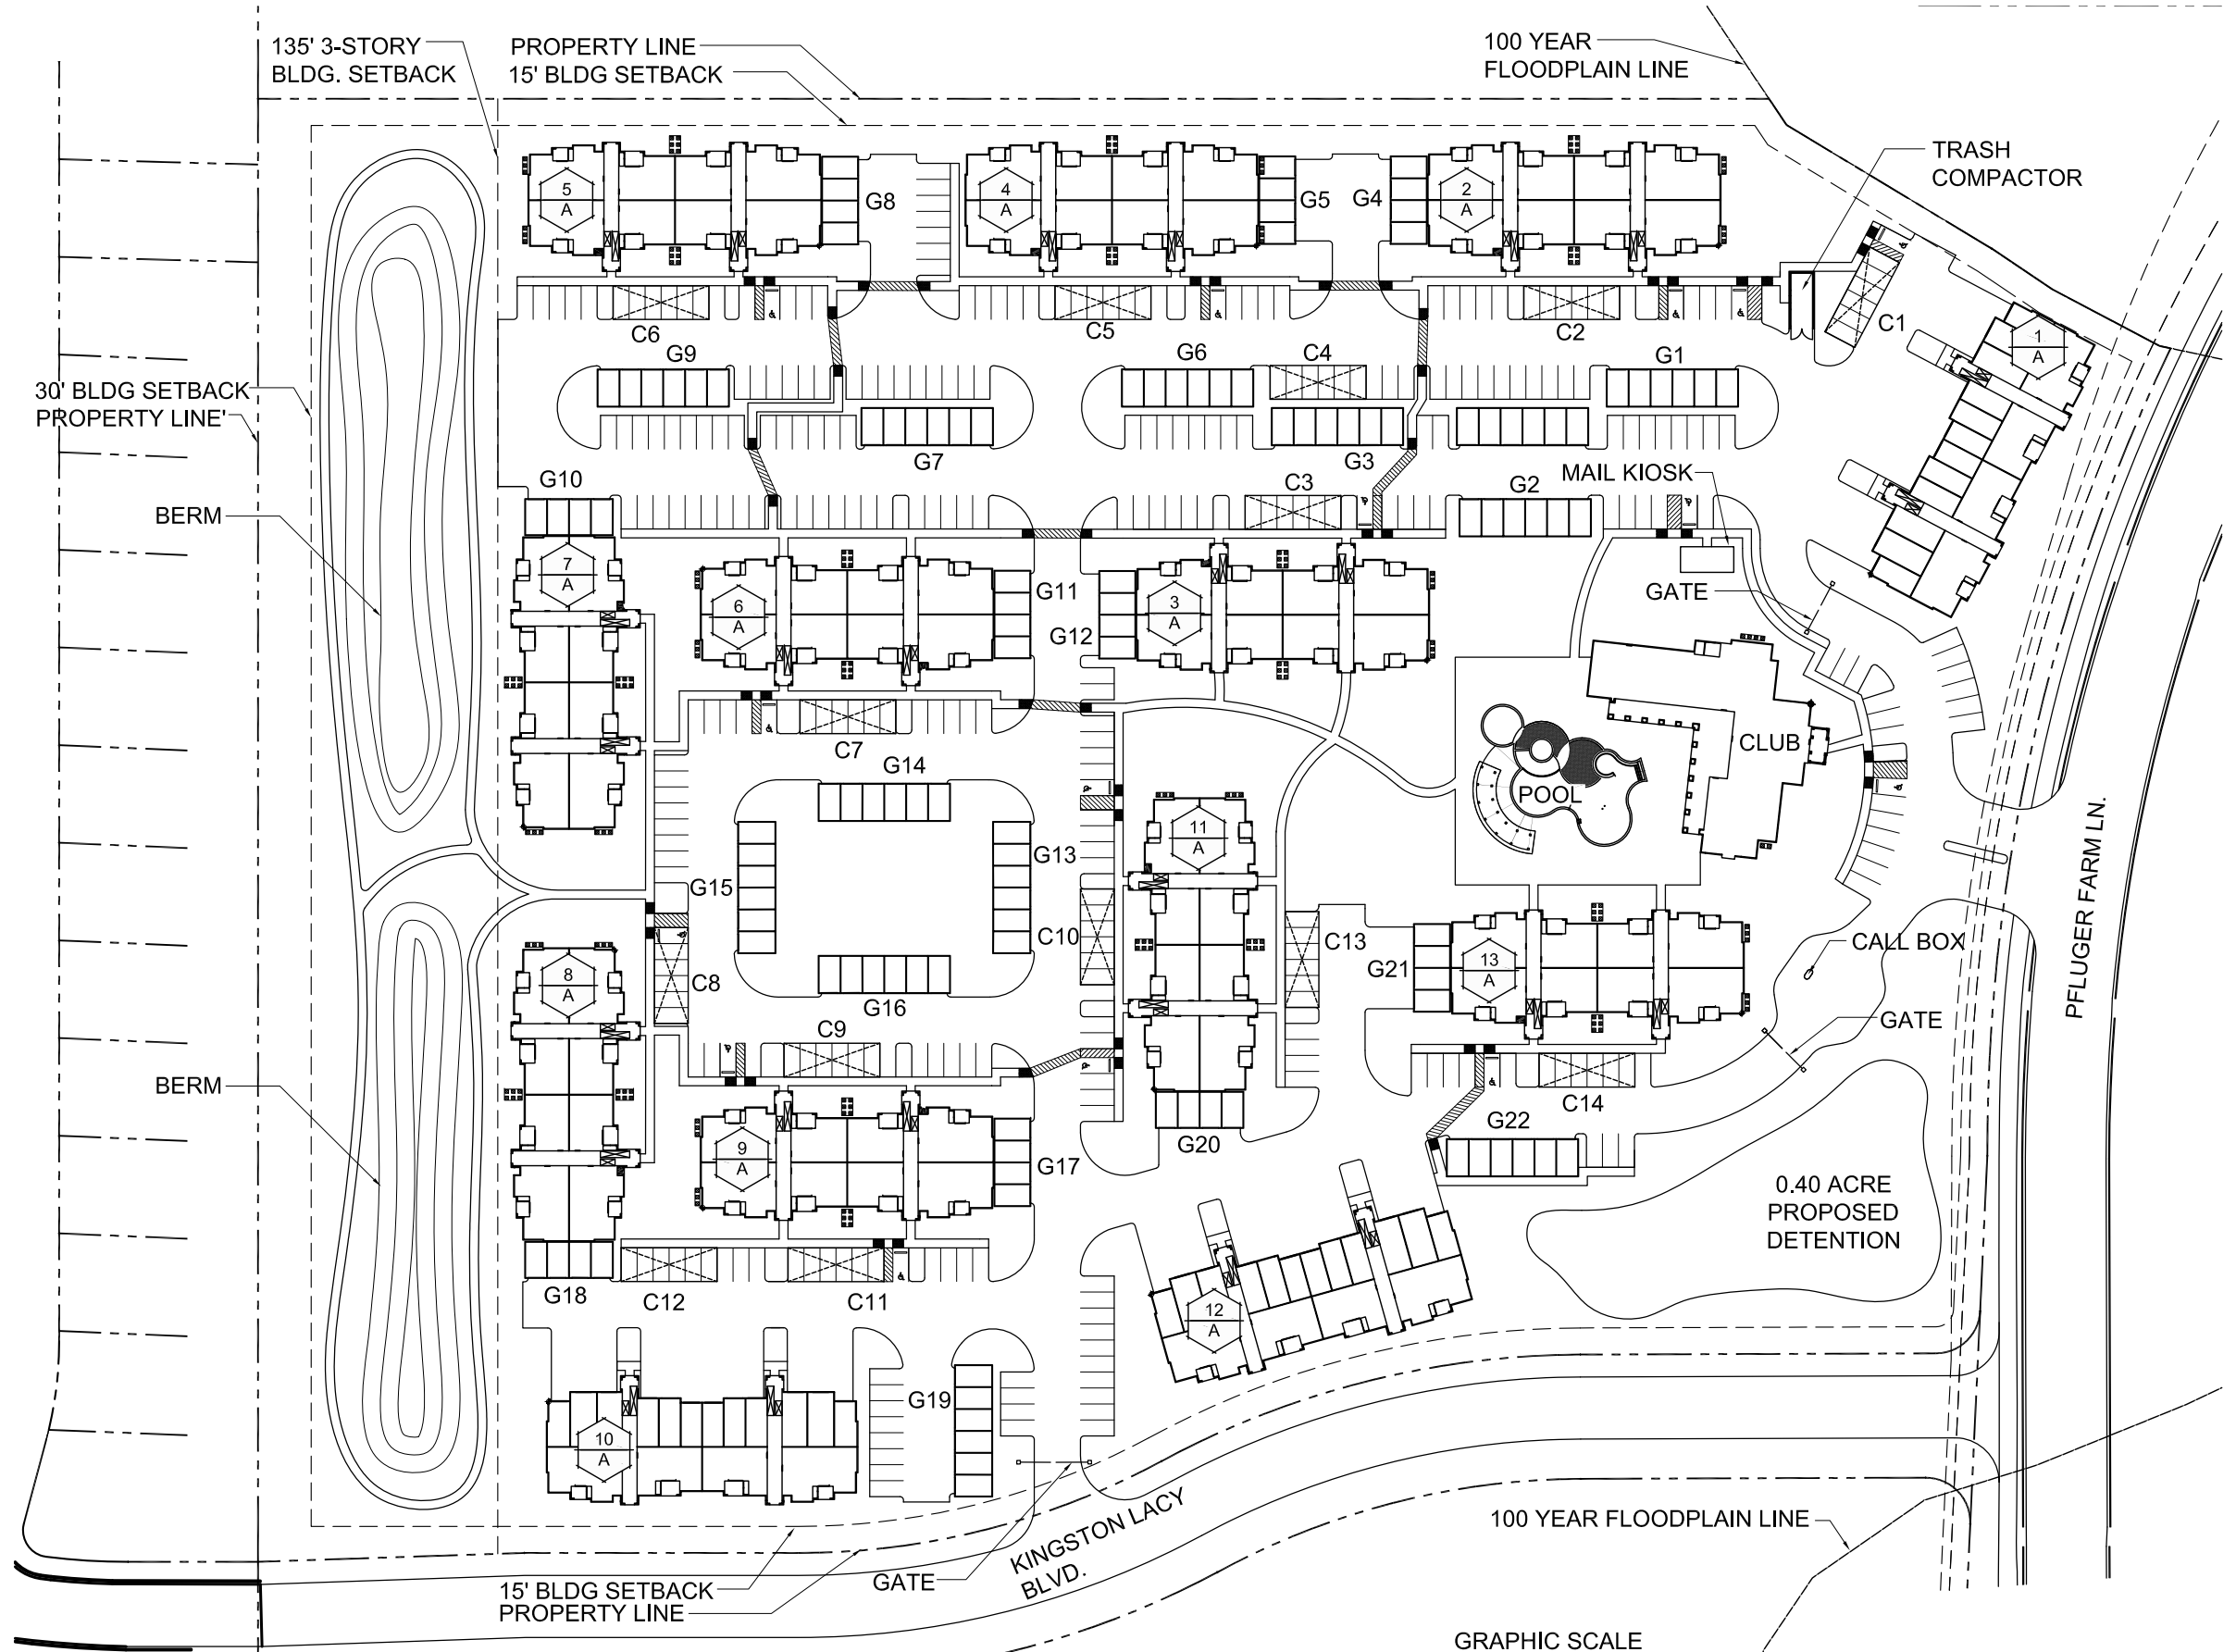 135' 3-STORY
BLDG. SETBACK
PROPERTY LINE
15' BLDG SETBACK
100 YEAR
FLOODPLAIN LINE
TRASH
COMPACTOR
5
A
G8
4
A
G5
G4
2
A
C6
C5
C2
C1
1
A
G9
G6
C4
G1
30' BLDG SETBACK
PROPERTY LINE'
G7
G3
MAIL KIOSK
G10
C3
G2
BERM
7
A
6
A
G11
G12
3
A
GATE
C7
G14
CLUB
POOL
11
A
G13
G15
PFLUGER FARM LN.
C10
C13
CALL BOX
8
A
C8
G21
13
A
G16
C9
GATE
BERM
C14
G22
G20
9
A
G17
0.40 ACRE
PROPOSED
DETENTION
G18
C12
C11
12
A
G19
10
A
KINGSTON LACY
BLVD.
100 YEAR FLOODPLAIN LINE
GATE
15' BLDG SETBACK
PROPERTY LINE
GRAPHIC SCALE